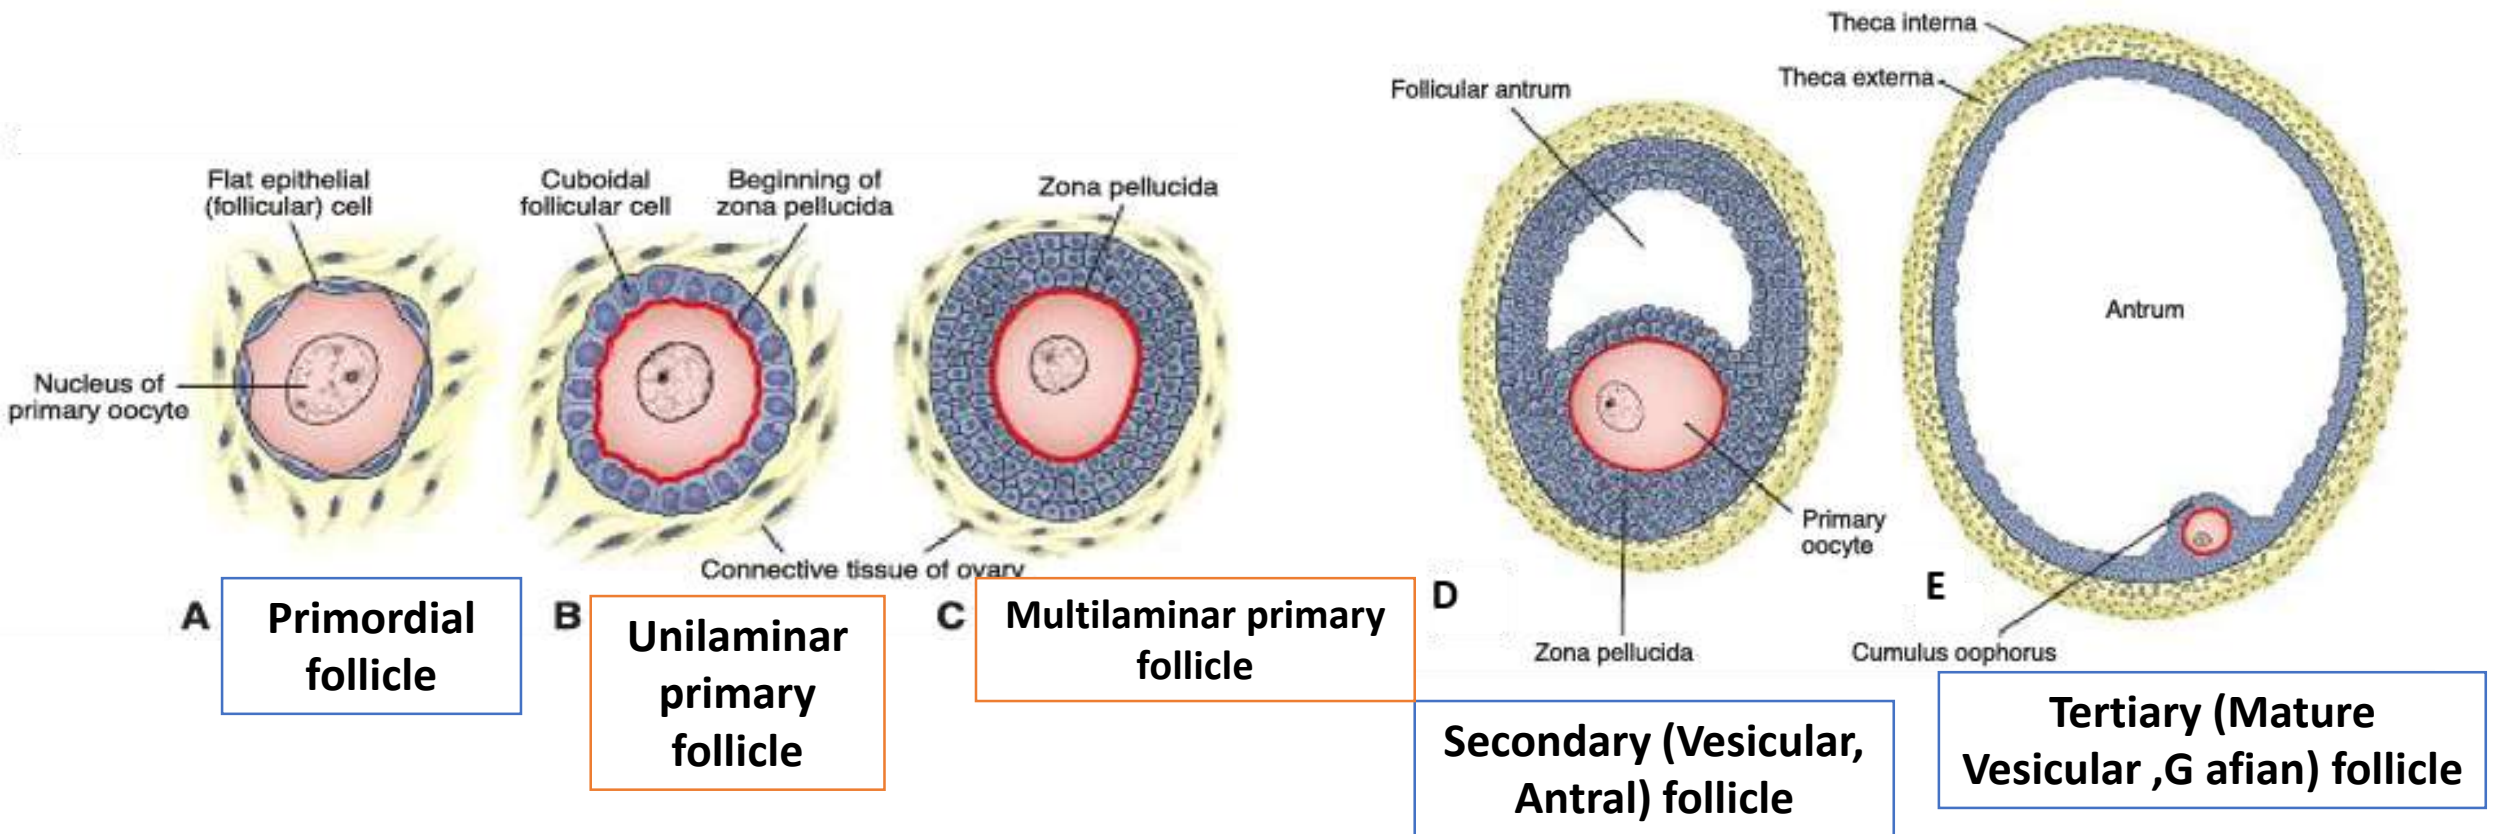 Flat epithelial
(follicular) cell
Nucleus of
primary oocyte
A
Primordial
follicle
Cuboidal
follicular cell
Beginning of
zona pellucida
B
Unilaminar
primary
follicle
Zona pellucida
Connective tissue of ovary
C
Multilaminar primary
follicle
Follicular antrum
Primary
oocyte
Zona pellucida
D
Secondary (Vesicular,
Antral) follicle
Theca interna
Theca externa
Antrum
Cumulus oophorus
E
Tertiary (Mature
Vesicular ,G afian) follicle